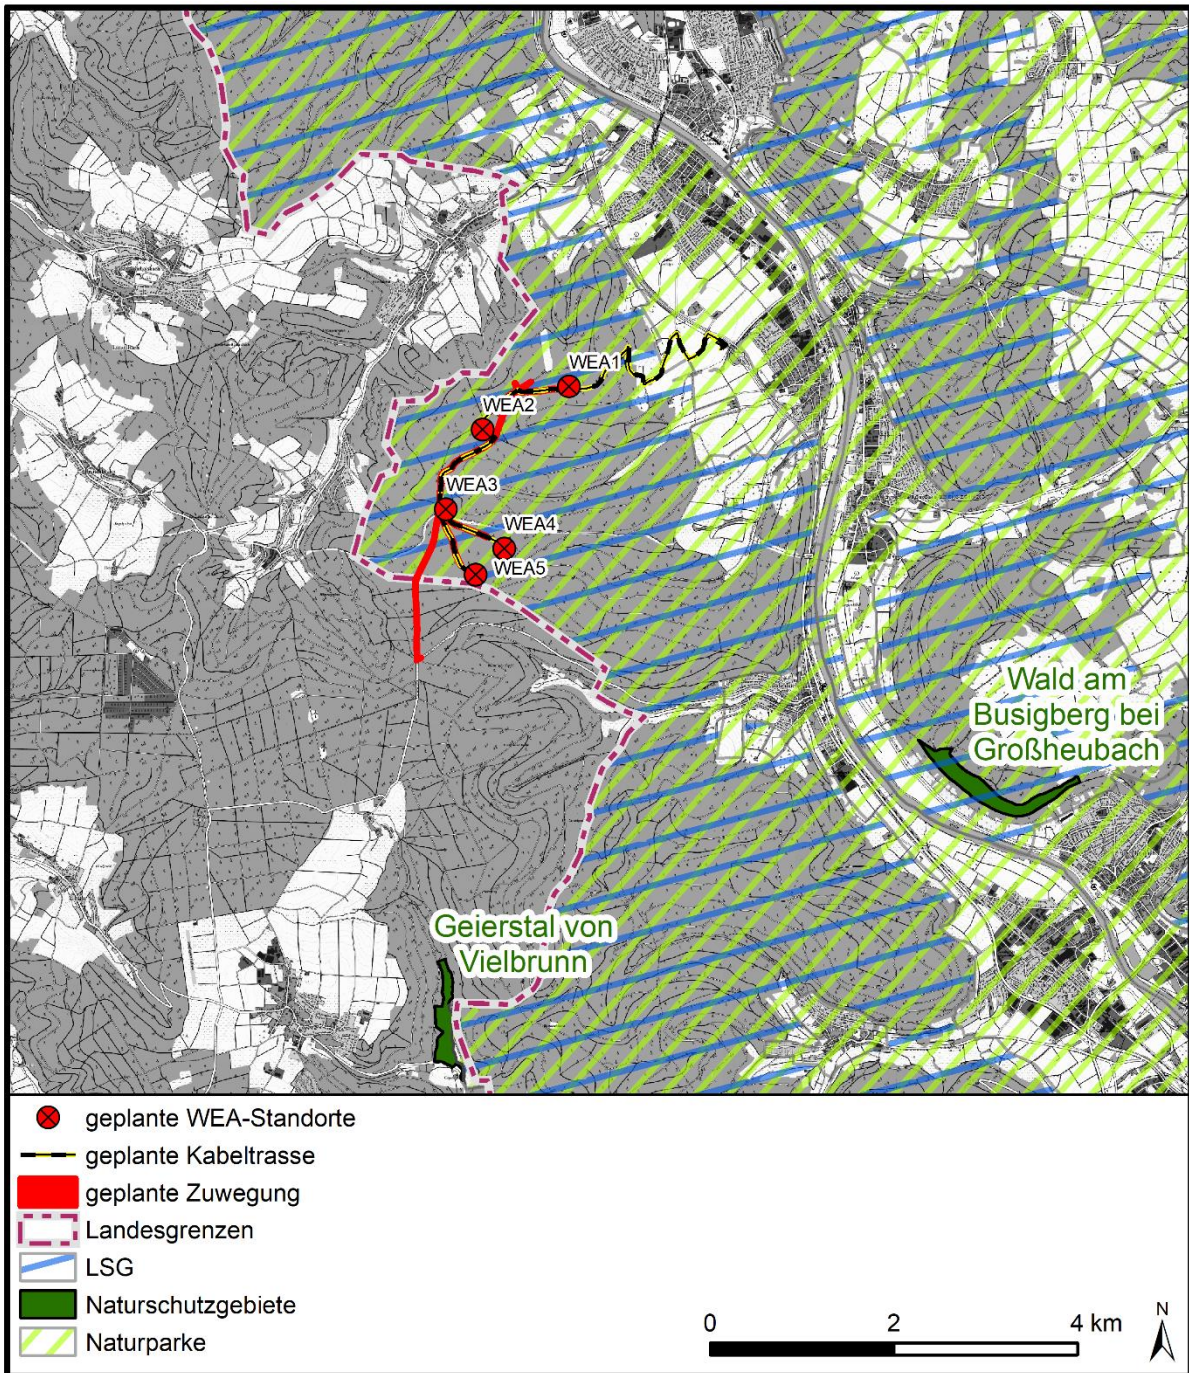 WEA1
WEA2
WEA3
WEA4
WEA5
Wald am
Busigberg bei
Großheubach
Geierstal von
Vielbrunn
geplante WEA-Standorte
geplante Kabeltrasse
geplante Zuwegung
Landesgrenzen
LSG
Naturschutzgebiete
Naturparke
0 2 4 km
N